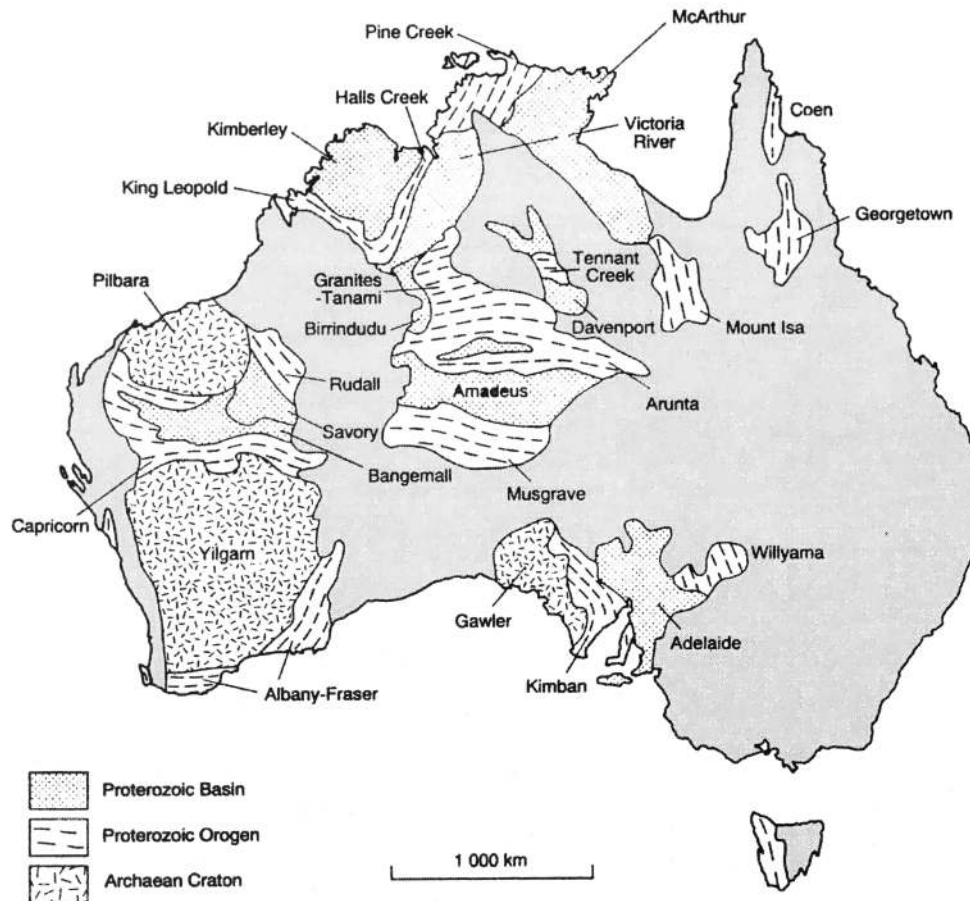 McArthur
Pine Creek
Halls Creek
Coen
Kimberley
Victoria
River
King Leopold
Georgetown
Pilbara
Granites
-Tanami
Tennant
Creek
Birrindudu
Davenport
Mount Isa
Rudall
Amadeus
Arunta
Savory
Bangemall
Musgrave
Capricorn
Yilgarn
Willyama
Gawler
Adelaide
Kimban
Albany-Fraser
Proterozoic Basin
Proterozoic Orogen
1 000 km
Archaean Craton